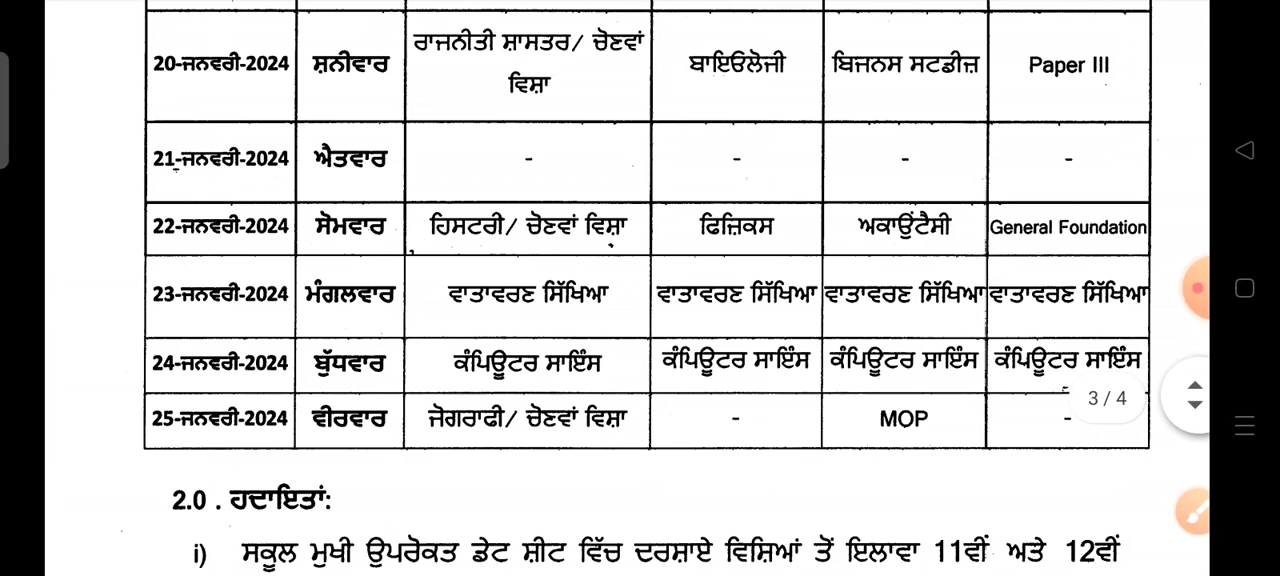 20-ਜਨਵਰੀ-2024 ਸ਼ਨੀਵਾਰ ਰਾਜਨੀਤੀ ਸ਼ਾਸਤਰ/ ਚੋਣਵਾਂ ਵਿਸ਼ਾ ਬਾਇਓਲੋਜੀ ਬਿਜਨਸ ਸਟਡੀਜ਼ Paper III
21-ਜਨਵਰੀ-2024 ਐਤਵਾਰ - - - -
22-ਜਨਵਰੀ-2024 ਸੋਮਵਾਰ ਹਿਸਟਰੀ/ ਚੋਣਵਾਂ ਵਿਸ਼ਾ ਫਿਜ਼ਿਕਸ ਅਕਾਉਂਟੈਸੀ General Foundation
23-ਜਨਵਰੀ-2024 ਮੰਗਲਵਾਰ ਵਾਤਾਵਰਣ ਸਿੱਖਿਆ ਵਾਤਾਵਰਣ ਸਿੱਖਿਆ ਵਾਤਾਵਰਣ ਸਿੱਖਿਆ ਵਾਤਾਵਰਣ ਸਿੱਖਿਆ
24-ਜਨਵਰੀ-2024 ਬੁੱਧਵਾਰ ਕੰਪਿਊਟਰ ਸਾਇੰਸ ਕੰਪਿਊਟਰ ਸਾਇੰਸ ਕੰਪਿਊਟਰ ਸਾਇੰਸ ਕੰਪਿਊਟਰ ਸਾਇੰਸ
3 / 4
25-ਜਨਵਰੀ-2024 ਵੀਰਵਾਰ ਜੋਗਰਾਫੀ/ ਚੋਣਵਾਂ ਵਿਸ਼ਾ - MOP -
2.0 . ਹਦਾਇਤਾਂ:
i) ਸਕੂਲ ਮੁਖੀ ਉਪਰੋਕਤ ਡੇਟ ਸ਼ੀਟ ਵਿੱਚ ਦਰਸ਼ਾਏ ਵਿਸ਼ਿਆਂ ਤੋਂ ਇਲਾਵਾ 11ਵੀਂ ਅਤੇ 12ਵੀਂ